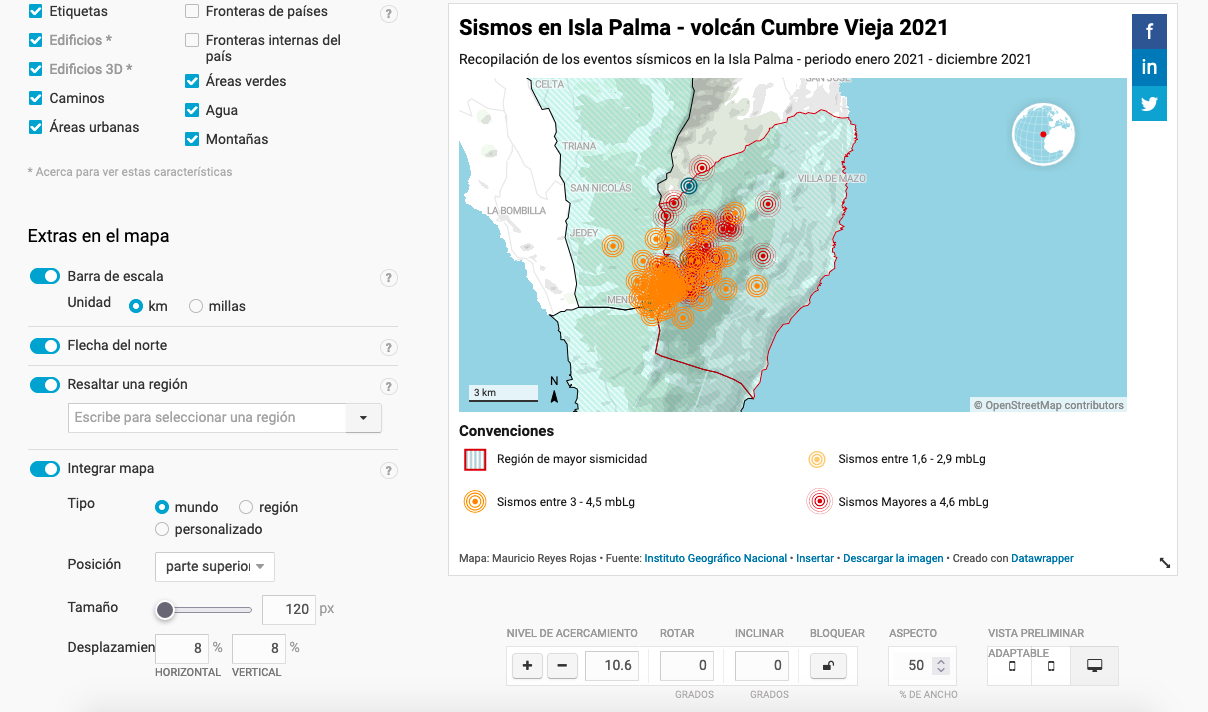 Etiquetas
Fronteras de países
?
Edificios *
Fronteras internas del
país
Edificios 3D *
Áreas verdes
Caminos
Agua
Áreas urbanas
Montañas
* Acerca para ver estas características
Extras en el mapa
Barra de escala
?
Unidad
km
millas
Flecha del norte
?
Resaltar una región
?
Escribe para seleccionar una región
Integrar mapa
?
Tipo
mundo
región
personalizado
Posición
parte superior
Tamaño
120 px
Desplazamien
8 %
8 %
HORIZONTAL
VERTICAL
Sismos en Isla Palma - volcán Cumbre Vieja 2021
Recopilación de los eventos sísmicos en la Isla Palma - periodo enero 2021 - diciembre 2021
f
in
CELTA
SAN JOSÉ
TRIANA
VILLA DE MAZO
SAN NICOLÁS
LA BOMBILLA
JEDEY
MEN
N
3 km
© OpenStreetMap contributors
Convenciones
Región de mayor sismicidad
Sismos entre 1,6 - 2,9 mbLg
Sismos entre 3 - 4,5 mbLg
Sismos Mayores a 4,6 mbLg
Mapa: Mauricio Reyes Rojas • Fuente: Instituto Geográfico Nacional • Insertar • Descargar la imagen • Creado con Datawrapper
NIVEL DE ACERCAMIENTO
ROTAR
INCLINAR
BLOQUEAR
ASPECTO
VISTA PRELIMINAR
ADAPTABLE
+
−
10.6
0
0
50
GRADOS
GRADOS
% DE ANCHO